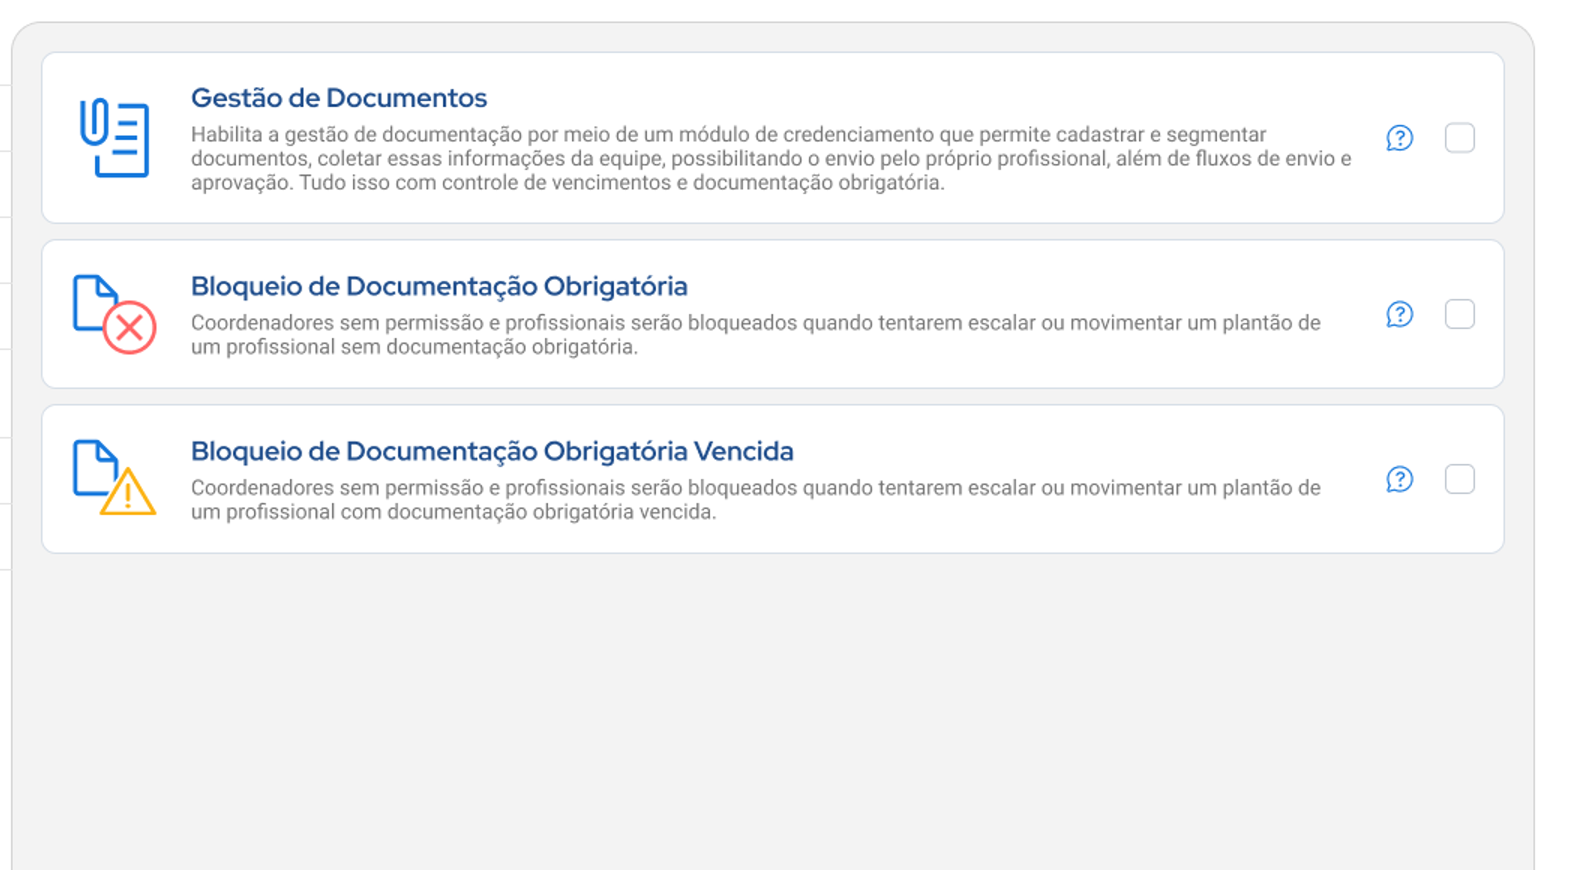 Gestão de Documentos
Habilita a gestão de documentação por meio de um módulo de credenciamento que permite cadastrar e segmentar
documentos, coletar essas informações da equipe, possibilitando o envio pelo próprio profissional, além de fluxos de envio e
aprovação. Tudo isso com controle de vencimentos e documentação obrigatória.
Bloqueio de Documentação Obrigatória
Coordenadores sem permissão e profissionais serão bloqueados quando tentarem escalar ou movimentar um plantão de
um profissional sem documentação obrigatória.
Bloqueio de Documentação Obrigatória Vencida
Coordenadores sem permissão e profissionais serão bloqueados quando tentarem escalar ou movimentar um plantão de
um profissional com documentação obrigatória vencida.